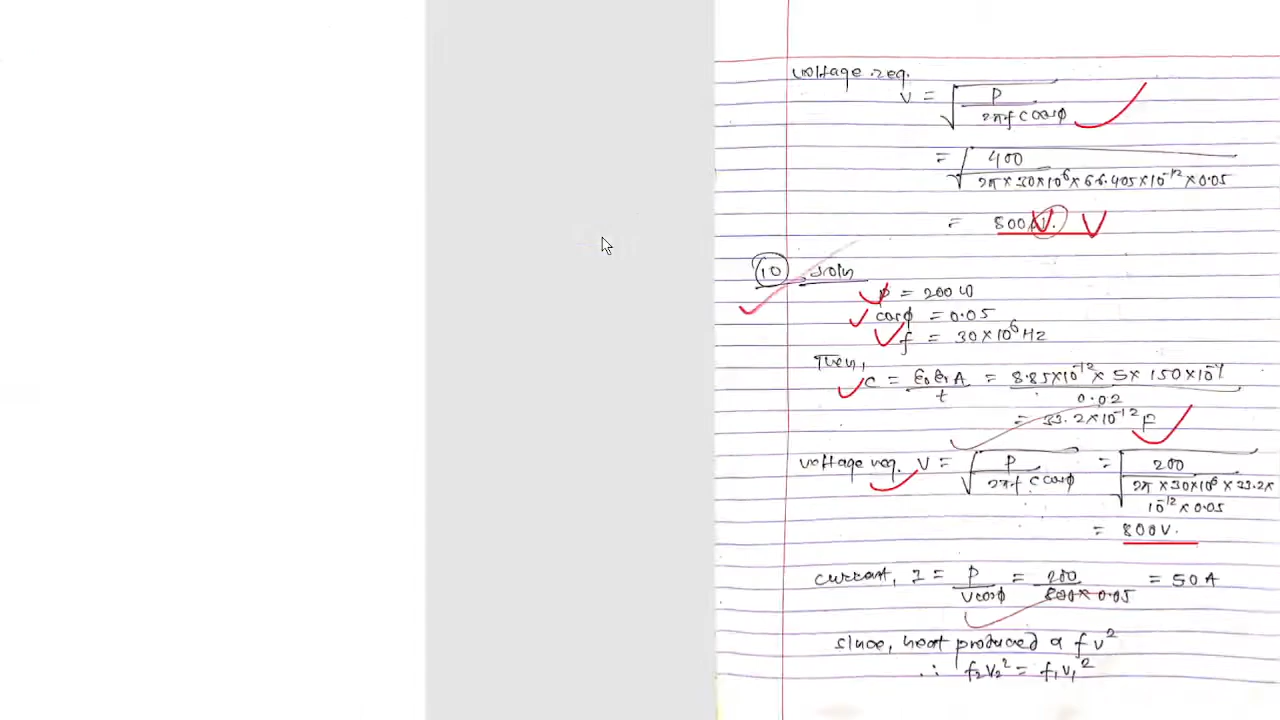 voltage req.
V = √ P / 2πf C cosϕ
= √ 400 / 2π × 30×10⁶ × 66.405×10⁻¹² × 0.05
= 800 V.
10 Soln
P = 200 W
cosϕ = 0.05
f = 30×10⁶ Hz
Then,
C = ε₀ εr A / t = 8.85×10⁻¹² × 5 × 150×10⁻⁴ / 0.02
= 33.2×10⁻¹² F
voltage req. V = √ P / 2πf C cosϕ = √ 200 / 2π × 30×10⁶ × 33.2×
10⁻¹² × 0.05
= 800V.
current, I = P / V cosϕ = 200 / 800 × 0.05 = 50 A
since, heat produced α f v²
∴ f₂v₂² = f₁v₁²